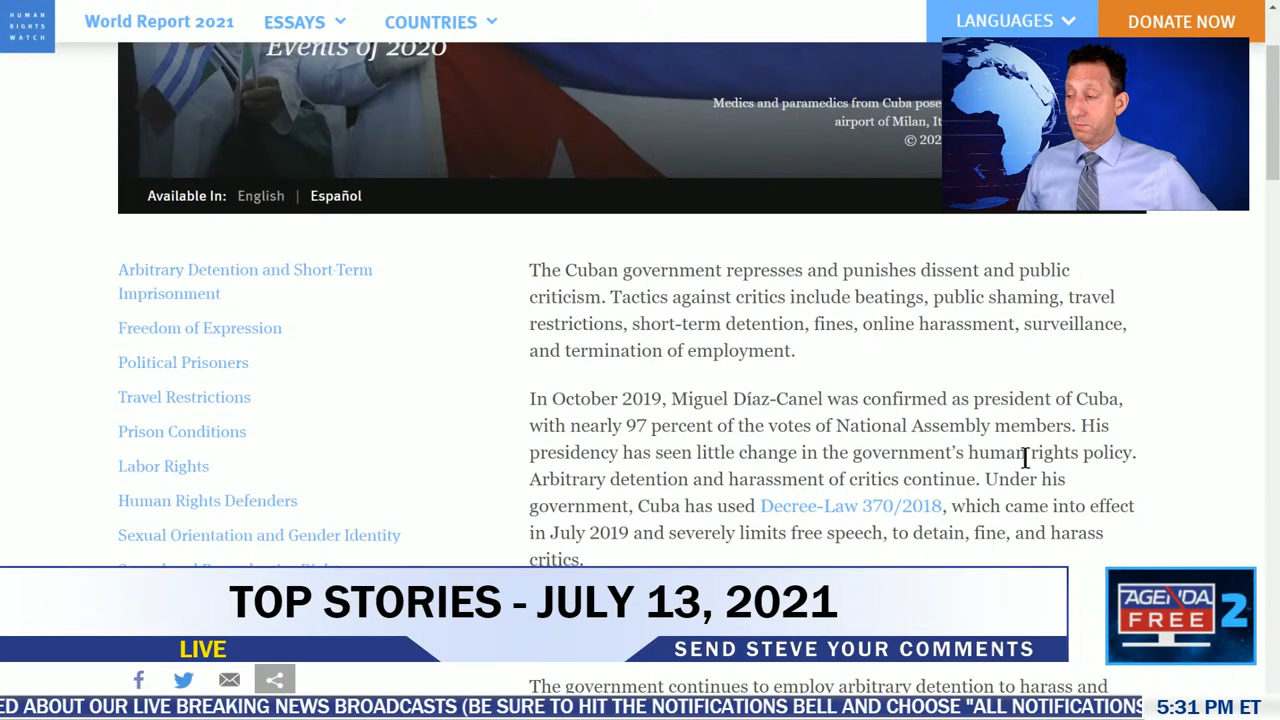 HUMAN
RIGHTS
WATCH
World Report 2021
ESSAYS
COUNTRIES
LANGUAGES
DONATE NOW
Events of 2020
Medics and paramedics from Cuba pose
airport of Milan, It
© 202
Available In: English | Español
Arbitrary Detention and Short-Term
Imprisonment
Freedom of Expression
Political Prisoners
Travel Restrictions
Prison Conditions
Labor Rights
Human Rights Defenders
Sexual Orientation and Gender Identity
The Cuban government represses and punishes dissent and public
criticism. Tactics against critics include beatings, public shaming, travel
restrictions, short-term detention, fines, online harassment, surveillance,
and termination of employment.
In October 2019, Miguel Díaz-Canel was confirmed as president of Cuba,
with nearly 97 percent of the votes of National Assembly members. His
presidency has seen little change in the government's human rights policy.
Arbitrary detention and harassment of critics continue. Under his
government, Cuba has used Decree-Law 370/2018, which came into effect
in July 2019 and severely limits free speech, to detain, fine, and harass
critics.
TOP STORIES - JULY 13, 2021
AGENDA
FREE 2
LIVE
SEND STEVE YOUR COMMENTS
The government continues to employ arbitrary detention to harass and
ED ABOUT OUR LIVE BREAKING NEWS BROADCASTS (BE SURE TO HIT THE NOTIFICATIONS BELL AND CHOOSE "ALL NOTIFICATIONS
5:31 PM ET